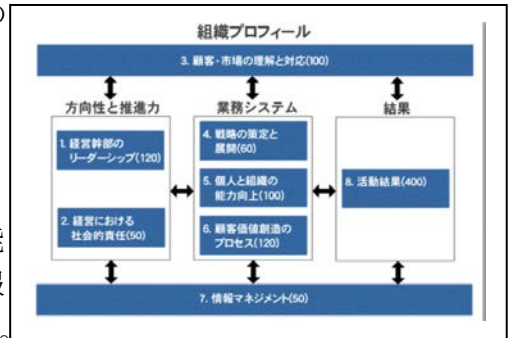 組織プロフィール
3. 顧客・市場の理解と対応(100)
方向性と推進力
業務システム
結果
1. 経営幹部の
リーダーシップ(120)
2. 経営における
社会的責任(50)
4. 戦略の策定と
展開(60)
5. 個人と組織の
能力向上(100)
6. 顧客価値創造の
プロセス(120)
8. 活動結果(400)
7. 情報マネジメント(50)
の